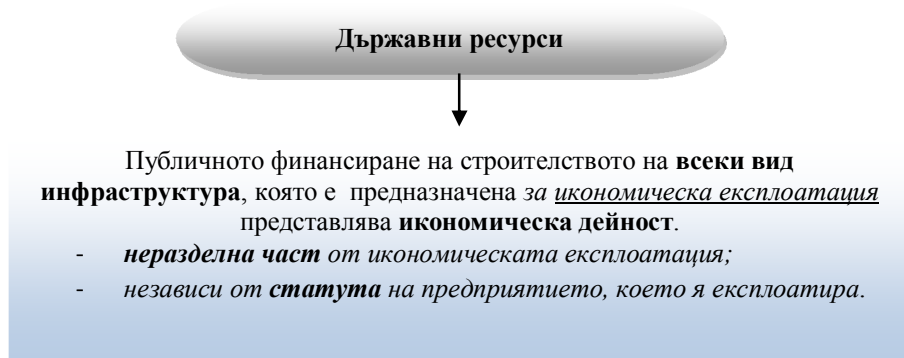 Държавни ресурси
Публичното финансиране на строителството на всеки вид
инфраструктура, която е предназначена за икономическа експлоатация
представлява икономическа дейност.
- неразделна част от икономическата експлоатация;
- независи от статута на предприятието, което я експлоатира.